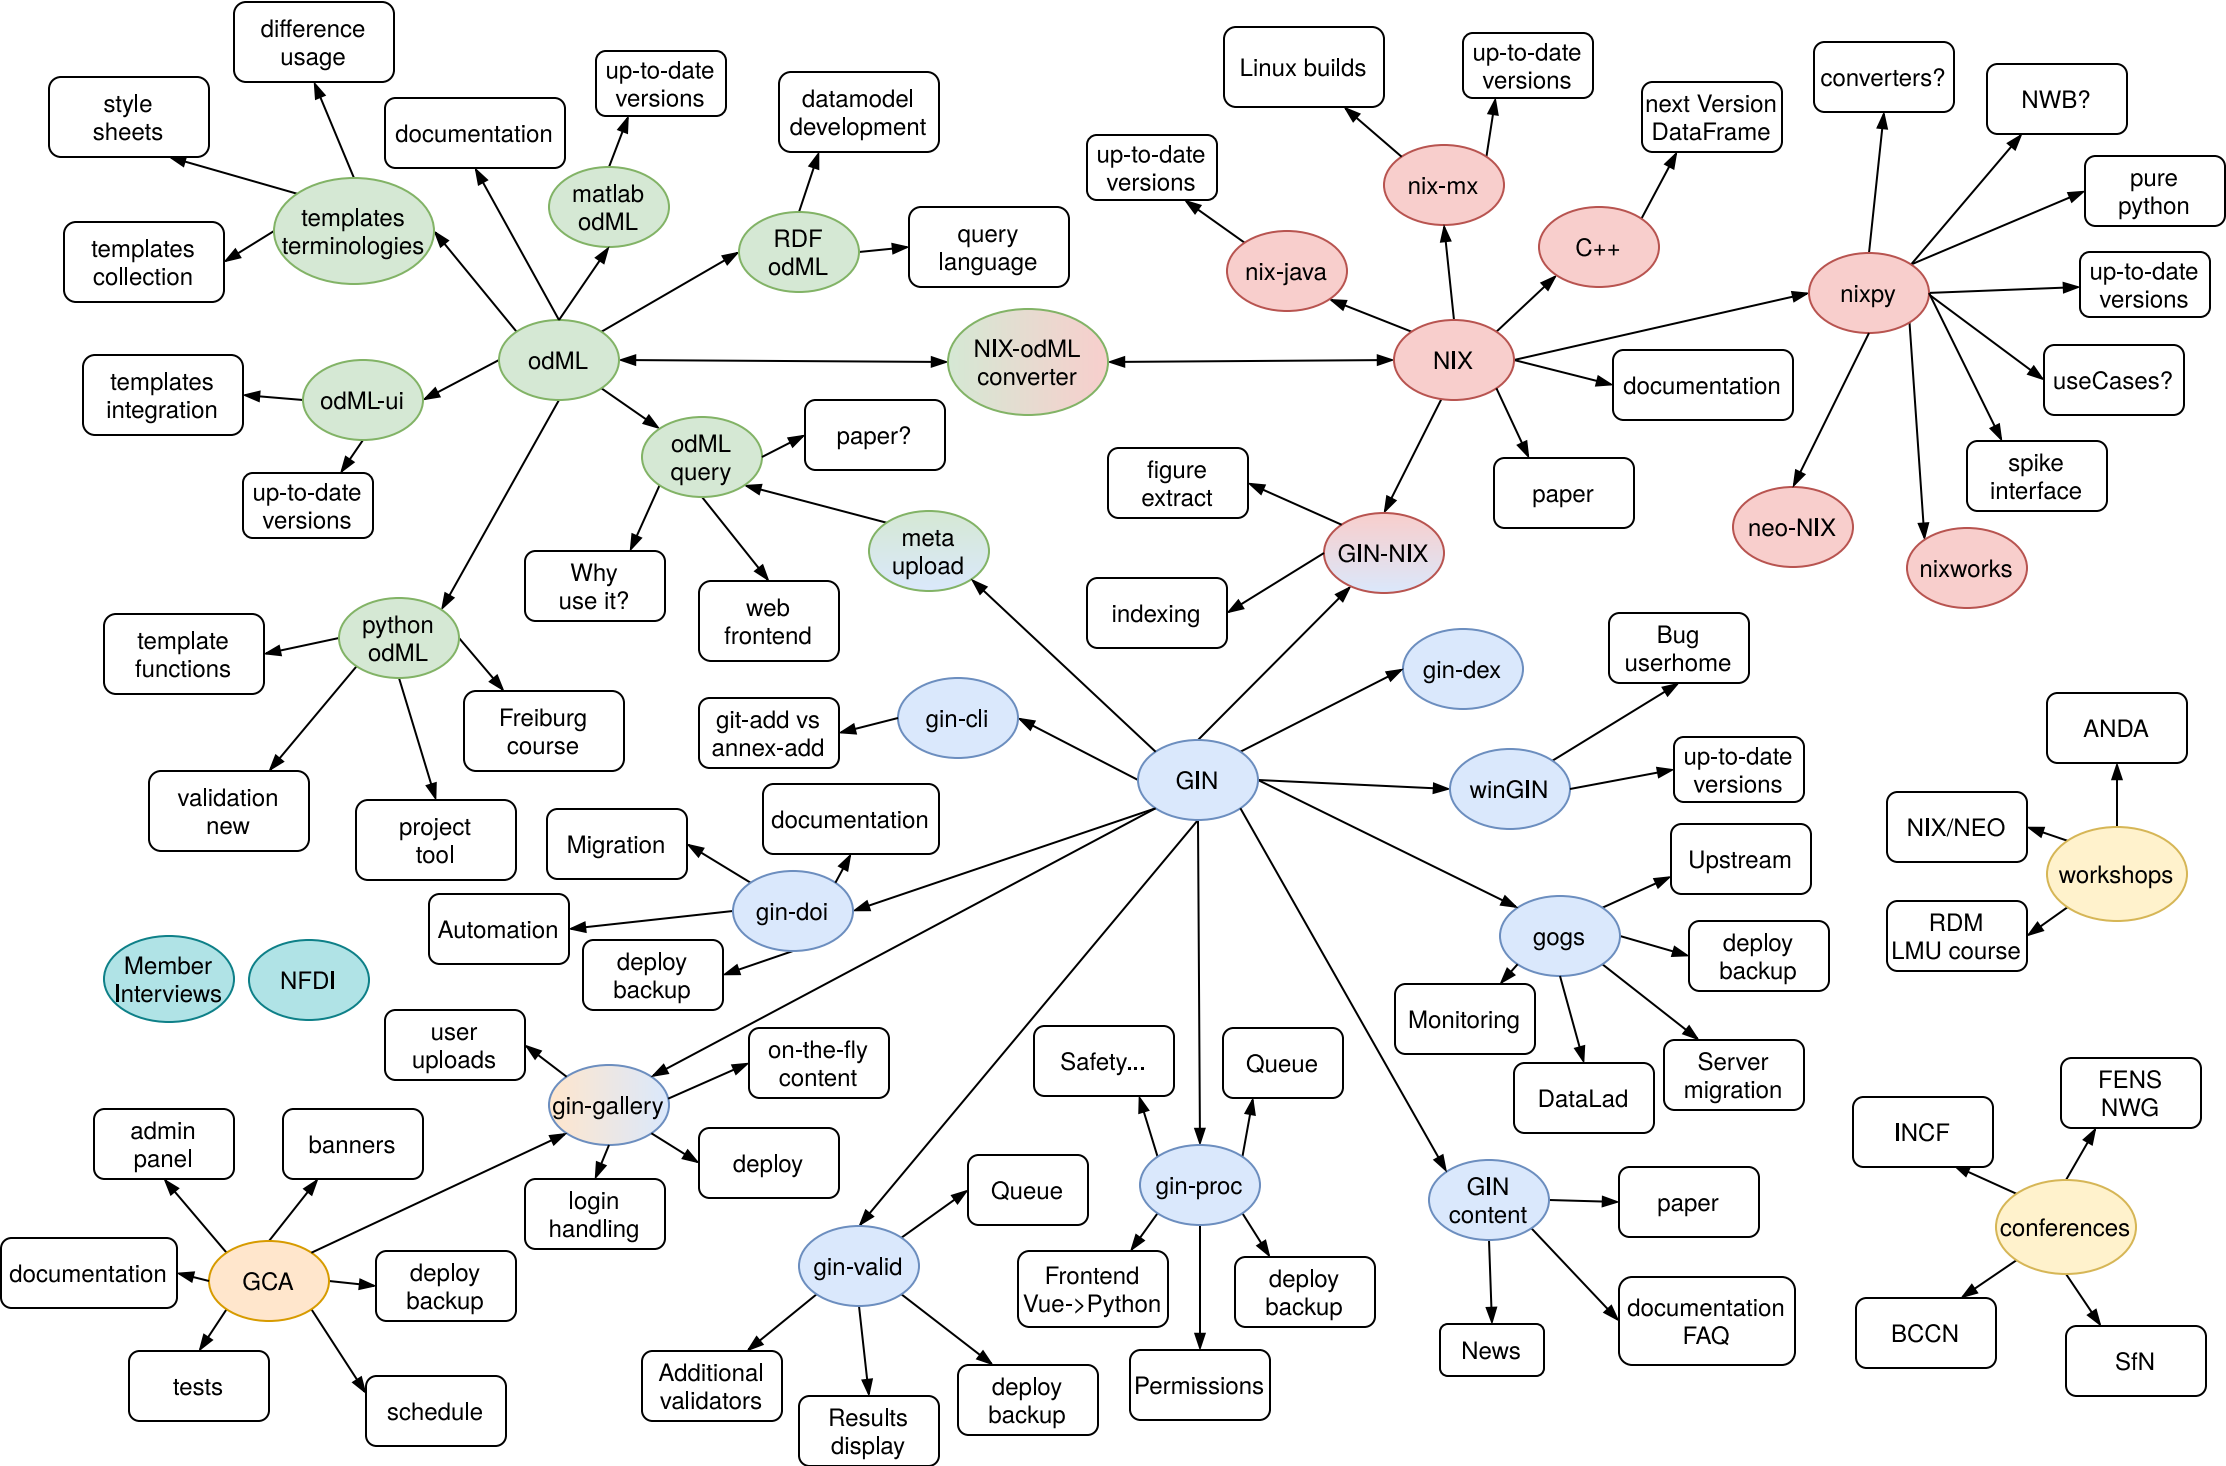 difference
usage
style
sheets
documentation
up-to-date
versions
datamodel
development
templates
terminologies
matlab
odML
templates
collection
RDF
odML
query
language
Linux builds
up-to-date
versions
next Version
DataFrame
converters?
NWB?
up-to-date
versions
nix-mx
pure
python
nix-java
C++
nixpy
up-to-date
versions
odML
NIX-odML
converter
NIX
documentation
useCases?
templates
integration
odML-ui
odML
query
paper?
figure
extract
paper
spike
interface
up-to-date
versions
Why
use it?
meta
upload
GIN-NIX
neo-NIX
nixworks
indexing
web
frontend
template
functions
python
odML
Freiburg
course
validation
new
project
tool
git-add vs
annex-add
gin-cli
gin-dex
Bug
userhome
GIN
winGIN
up-to-date
versions
ANDA
NIX/NEO
workshops
RDM
LMU course
Migration
documentation
Automation
gin-doi
deploy
backup
Upstream
gogs
deploy
backup
Monitoring
DataLad
Server
migration
Member
Interviews
NFDI
user
uploads
on-the-fly
content
gin-gallery
deploy
login
handling
Safety...
Queue
admin
panel
banners
documentation
GCA
deploy
backup
tests
schedule
Queue
gin-valid
gin-proc
Frontend
Vue->Python
deploy
backup
Permissions
Additional
validators
Results
display
deploy
backup
GIN
content
paper
News
documentation
FAQ
FENS
NWG
INCF
conferences
BCCN
SfN